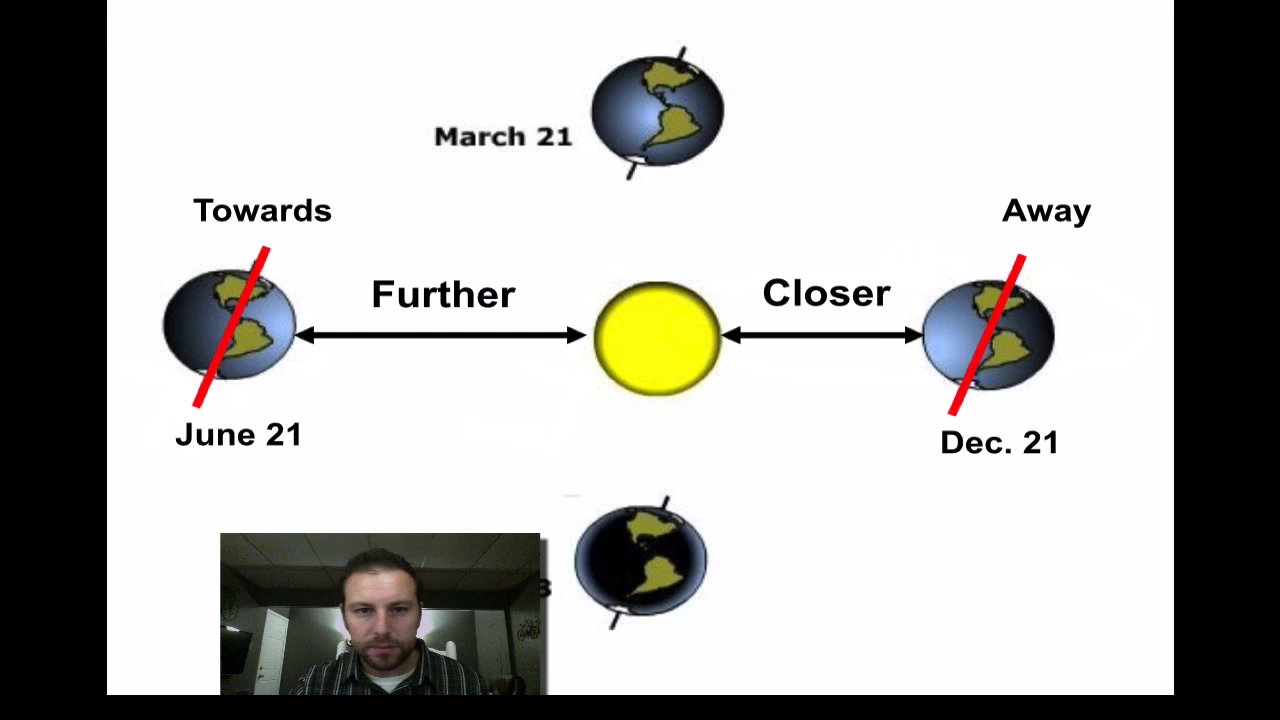 March 21
Towards
Away
Further
Closer
June 21
Dec. 21